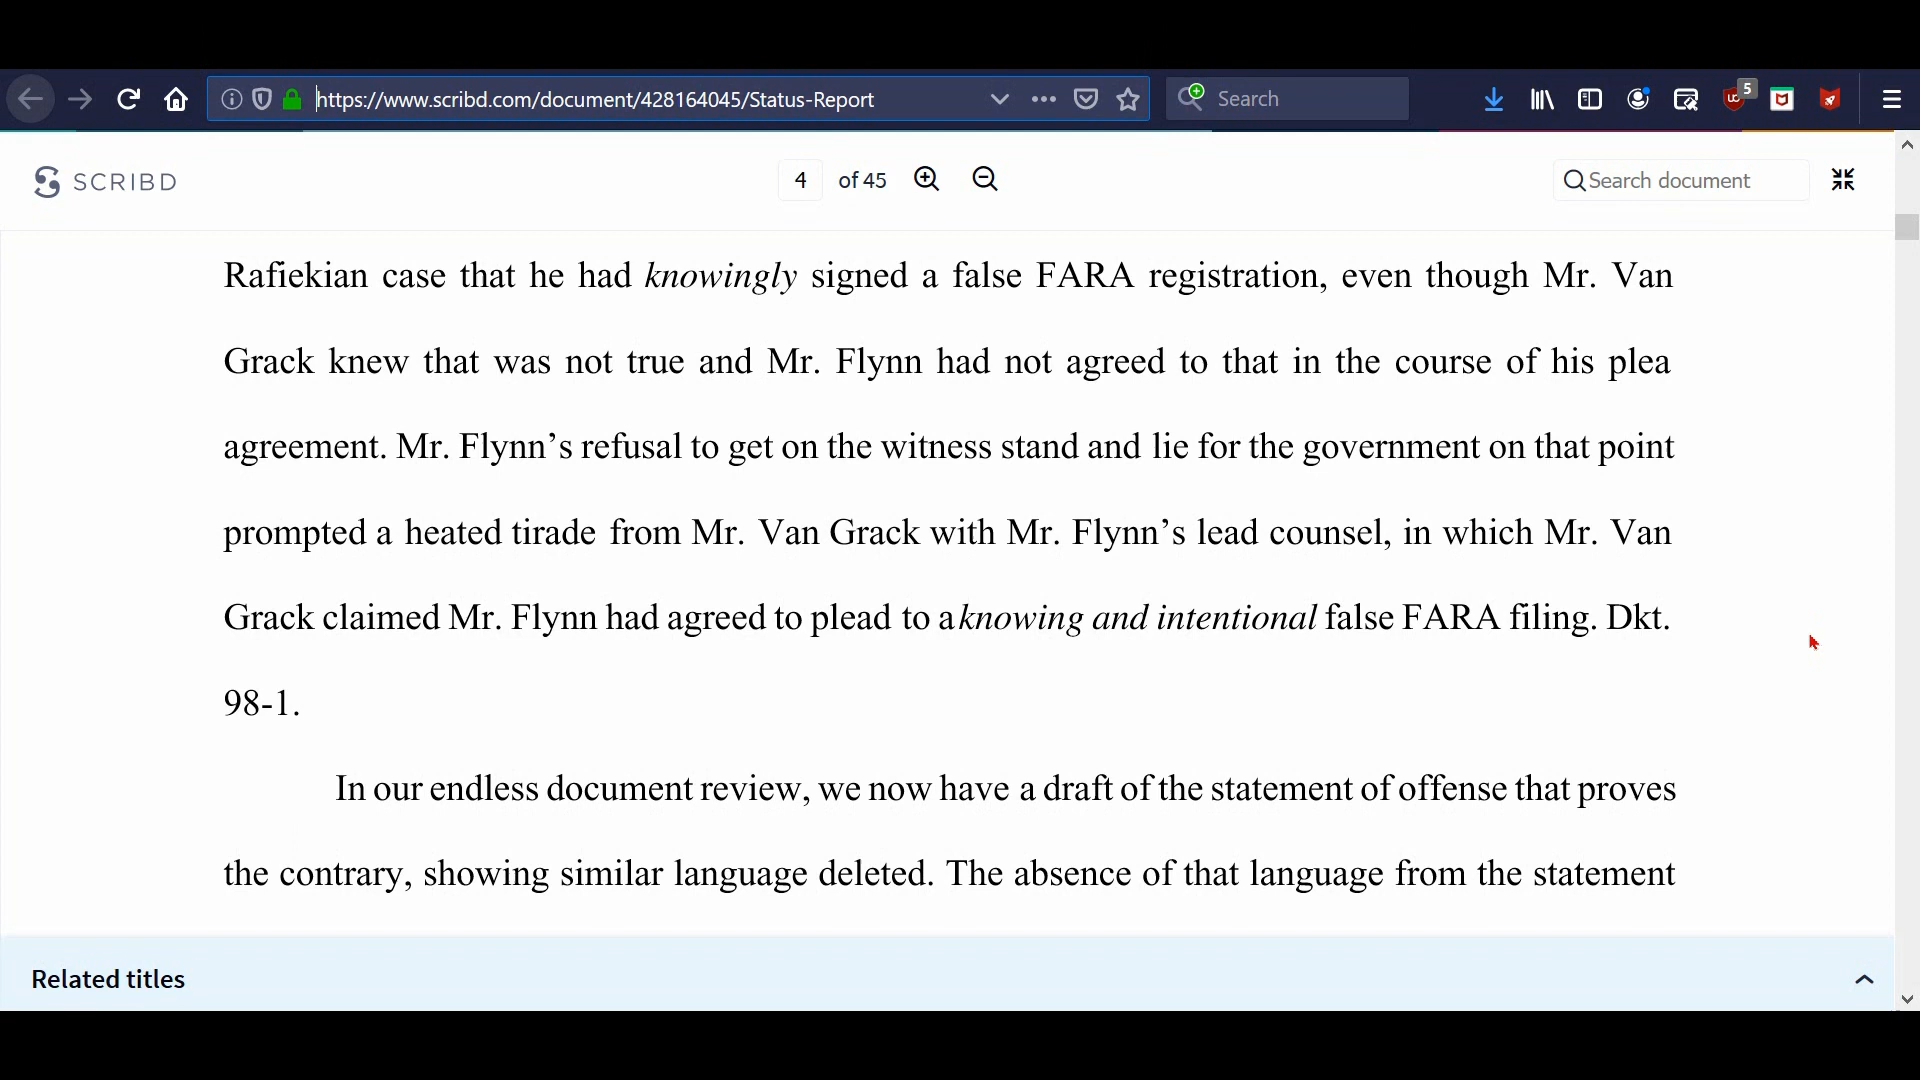 https://www.scribd.com/document/428164045/Status-Report
Search
5
SCRIBD
4 of 45
Search document
Rafiekian case that he had knowingly signed a false FARA registration, even though Mr. Van
Grack knew that was not true and Mr. Flynn had not agreed to that in the course of his plea
agreement. Mr. Flynn’s refusal to get on the witness stand and lie for the government on that point
prompted a heated tirade from Mr. Van Grack with Mr. Flynn’s lead counsel, in which Mr. Van
Grack claimed Mr. Flynn had agreed to plead to a knowing and intentional false FARA filing. Dkt.
98-1.
In our endless document review, we now have a draft of the statement of offense that proves
the contrary, showing similar language deleted. The absence of that language from the statement
Related titles